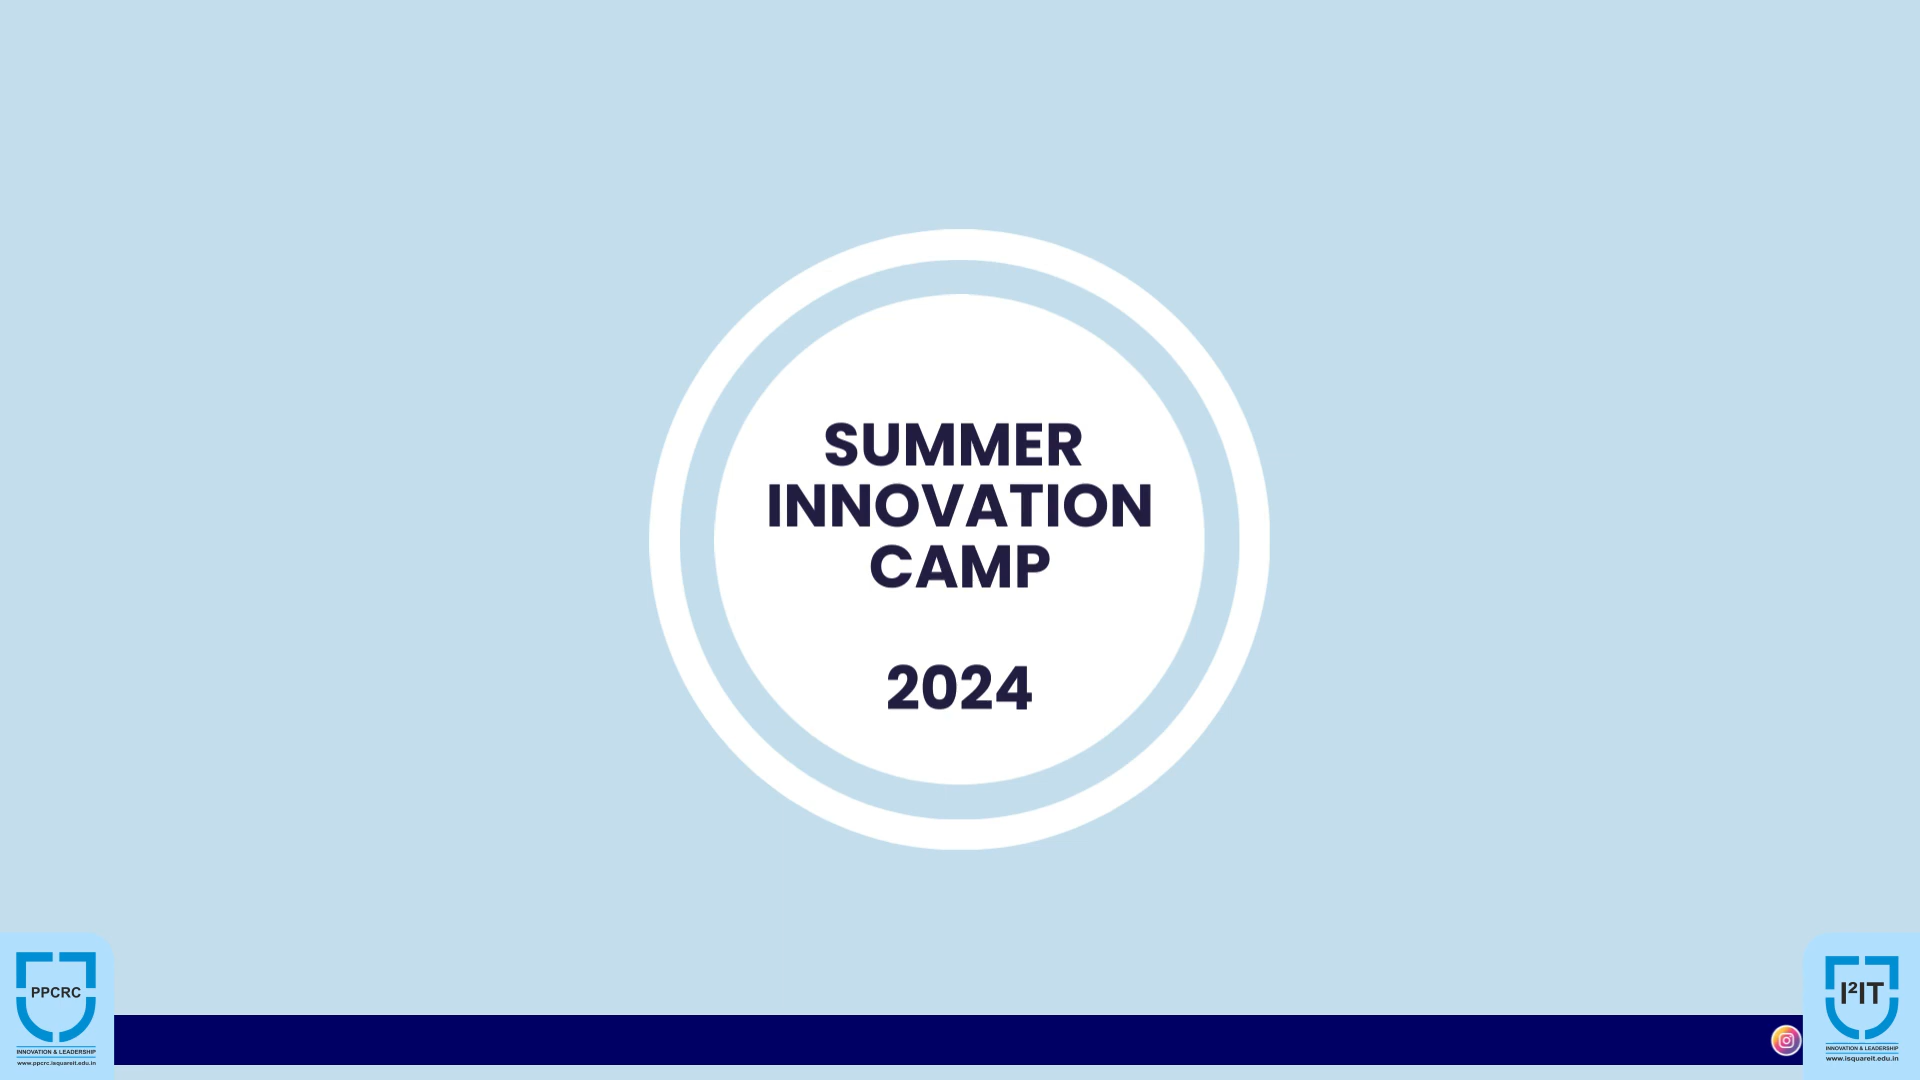 SUMMER
INNOVATION
CAMP
2024
PPCRC
INNOVATION & LEADERSHIP
www.ppcrc.isquareit.edu.in
I²IT
INNOVATION & LEADERSHIP
www.isquareit.edu.in